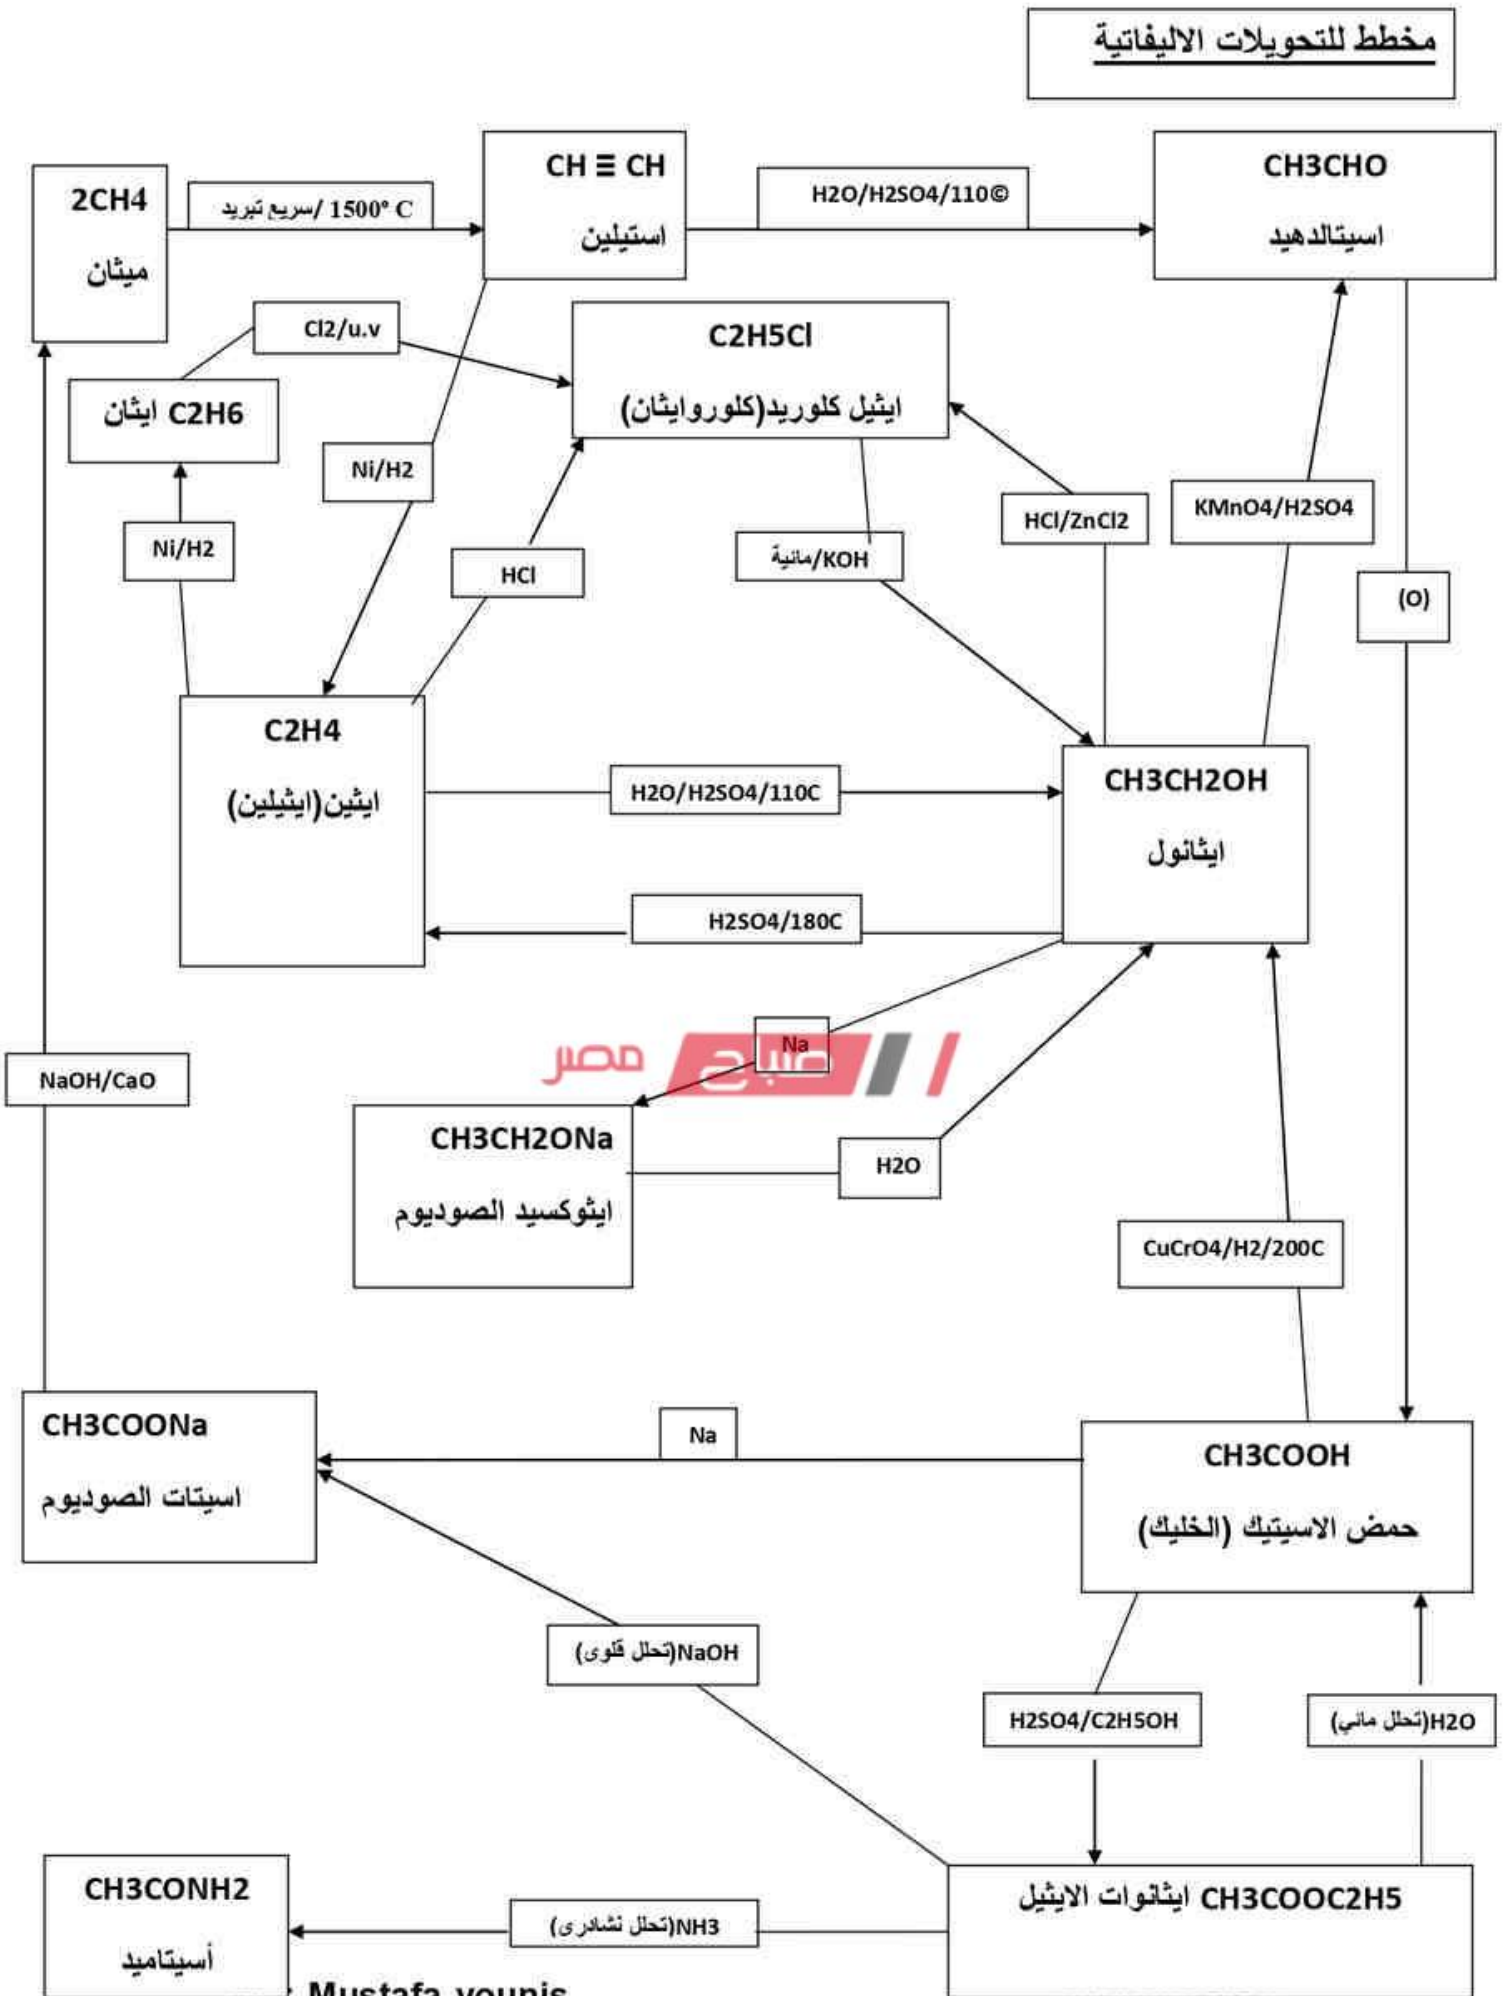 مخطط للتحويلات الاليفاتية
2CH4
ميثان
1500º C /سريع تبريد
CH ≡ CH
استيلين
H2O/H2SO4/110©
CH3CHO
اسيتالدهيد
Cl2/u.v
C2H5Cl
ايثيل كلوريد(كلوروايثان)
C2H6 ايثان
Ni/H2
Ni/H2
HCl
KOH/مائية
HCl/ZnCl2
KMnO4/H2SO4
(O)
C2H4
ايثين(ايثيلين)
H2O/H2SO4/110C
CH3CH2OH
ايثانول
H2SO4/180C
Na
صباح مصر
NaOH/CaO
CH3CH2ONa
ايثوكسيد الصوديوم
H2O
CuCrO4/H2/200C
CH3COONa
اسيتات الصوديوم
Na
CH3COOH
حمض الاسيتيك (الخليك)
NaOH(تحلل قلوى)
H2SO4/C2H5OH
H2O(تحلل مائي)
CH3CONH2
أسيتاميد
NH3(تحلل نشادرى)
CH3COOC2H5 ايثانوات الايثيل
Mustafa younis